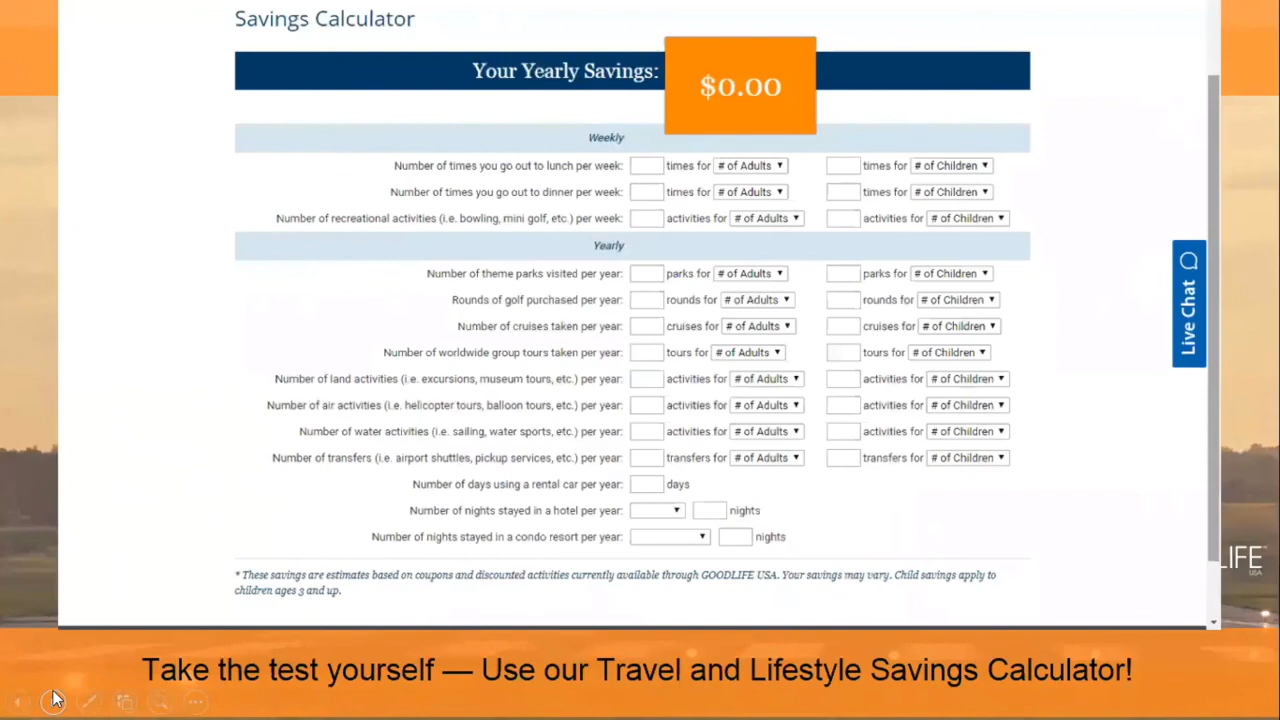 Savings Calculator
Your Yearly Savings: $0.00
Weekly
Number of times you go out to lunch per week: times for # of Adults times for # of Children
Number of times you go out to dinner per week: times for # of Adults times for # of Children
Number of recreational activities (i.e. bowling, mini golf, etc.) per week: activities for # of Adults activities for # of Children
Yearly
Number of theme parks visited per year: parks for # of Adults parks for # of Children
Rounds of golf purchased per year: rounds for # of Adults rounds for # of Children
Number of cruises taken per year: cruises for # of Adults cruises for # of Children
Number of worldwide group tours taken per year: tours for # of Adults tours for # of Children
Number of land activities (i.e. excursions, museum tours, etc.) per year: activities for # of Adults activities for # of Children
Number of air activities (i.e. helicopter tours, balloon tours, etc.) per year: activities for # of Adults activities for # of Children
Number of water activities (i.e. sailing, water sports, etc.) per year: activities for # of Adults activities for # of Children
Number of transfers (i.e. airport shuttles, pickup services, etc.) per year: transfers for # of Adults transfers for # of Children
Number of days using a rental car per year: days
Number of nights stayed in a hotel per year: nights
Number of nights stayed in a condo resort per year: nights
* These savings are estimates based on coupons and discounted activities currently available through GOODLIFE USA. Your savings may vary. Child savings apply to
children ages 3 and up.
Live Chat
LIFE
USA
Take the test yourself — Use our Travel and Lifestyle Savings Calculator!